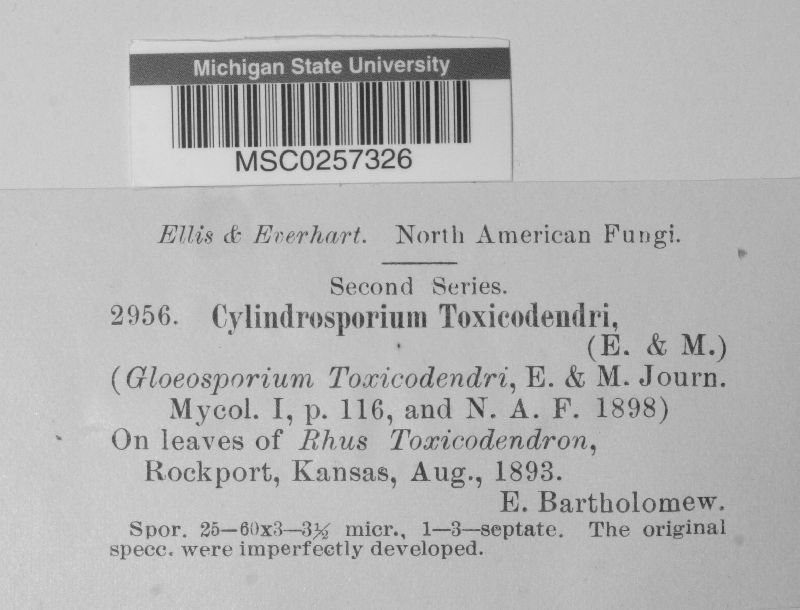 Michigan State University
MSC0257326
Ellis & Everhart. North American Fungi.
Second Series.
2956. Cylindrosporium Toxicodendri,
(E. & M.)
(Gloeosporium Toxicodendri, E. & M. Journ.
Mycol. I, p. 116, and N. A. F. 1898)
On leaves of Rhus Toxicodendron,
Rockport, Kansas, Aug., 1893.
E. Bartholomew.
Spor. 25—60x3—3½ micr., 1—3—septate. The original
specc. were imperfectly developed.